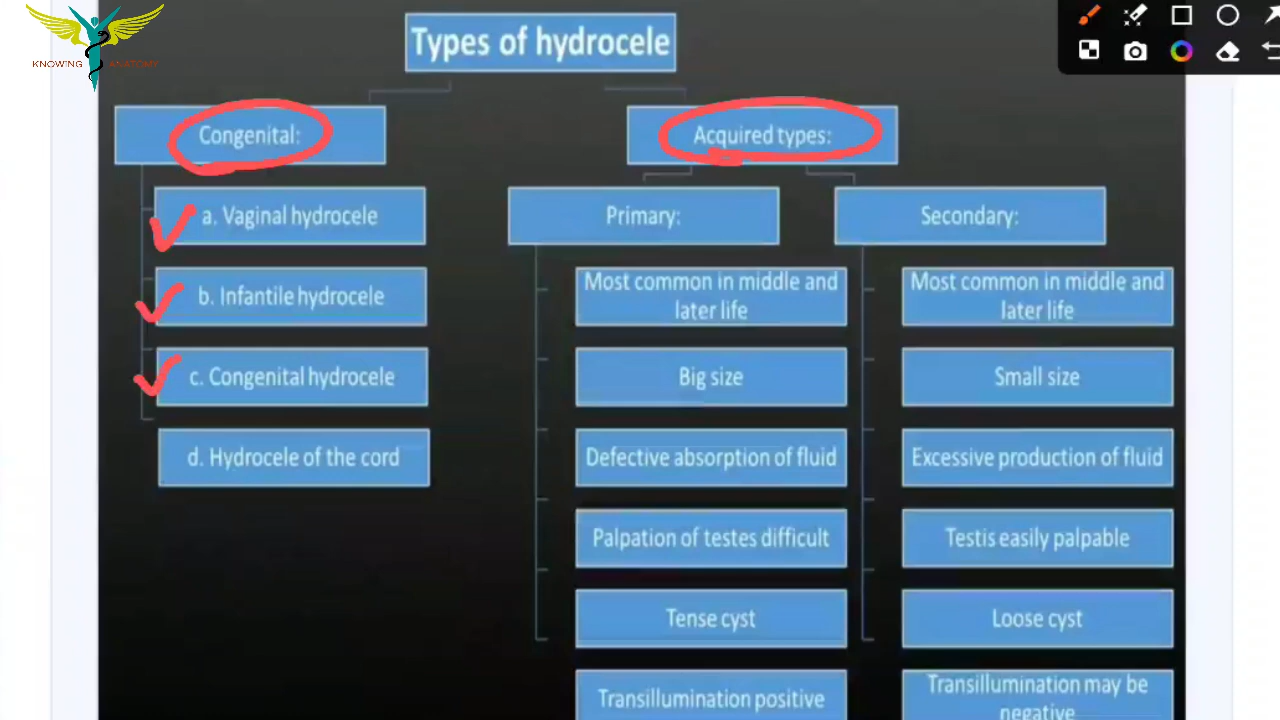 KNOWING ANATOMY
Types of hydrocele
Congenital:
a. Vaginal hydrocele
b. Infantile hydrocele
c. Congenital hydrocele
d. Hydrocele of the cord
Acquired types:
Primary:
Most common in middle and
later life
Big size
Defective absorption of fluid
Palpation of testes difficult
Tense cyst
Transillumination positive
Secondary:
Most common in middle and
later life
Small size
Excessive production of fluid
Testis easily palpable
Loose cyst
Transillumination may be
negative